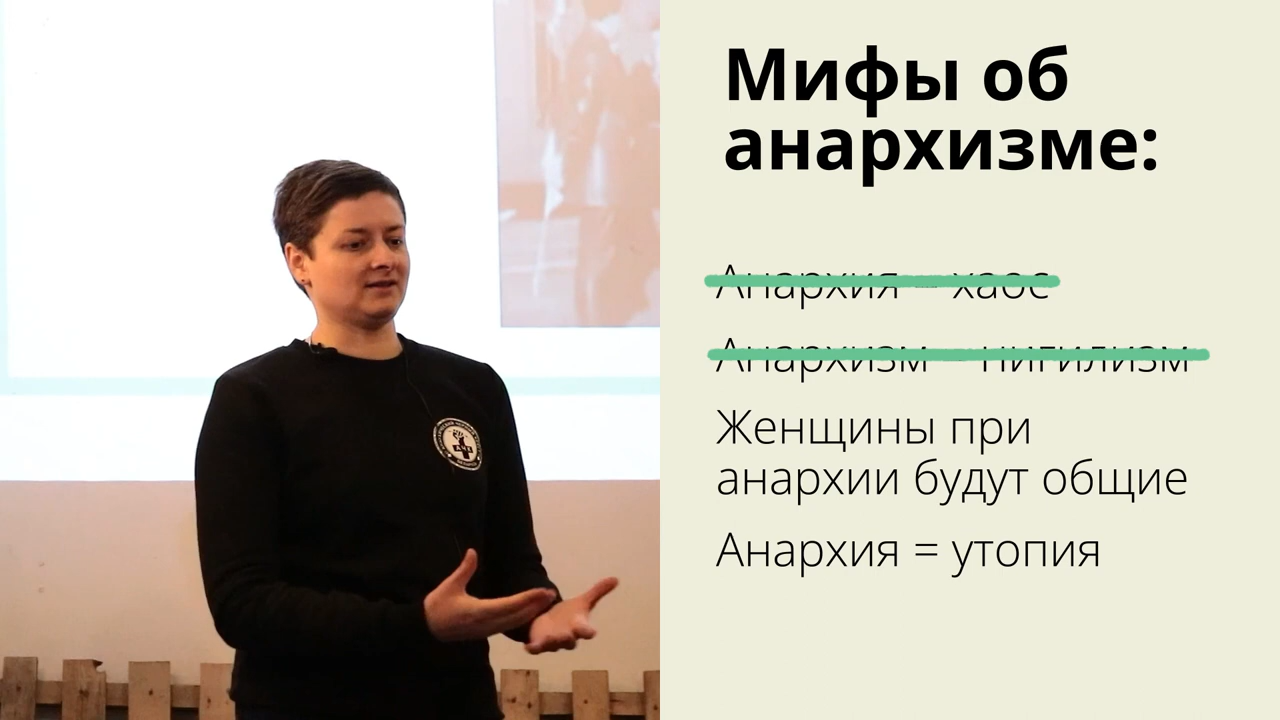 Мифы об
анархизме:
Анархия = хаос
Анархизм = нигилизм
Женщины при
анархии будут общие
Анархия = утопия